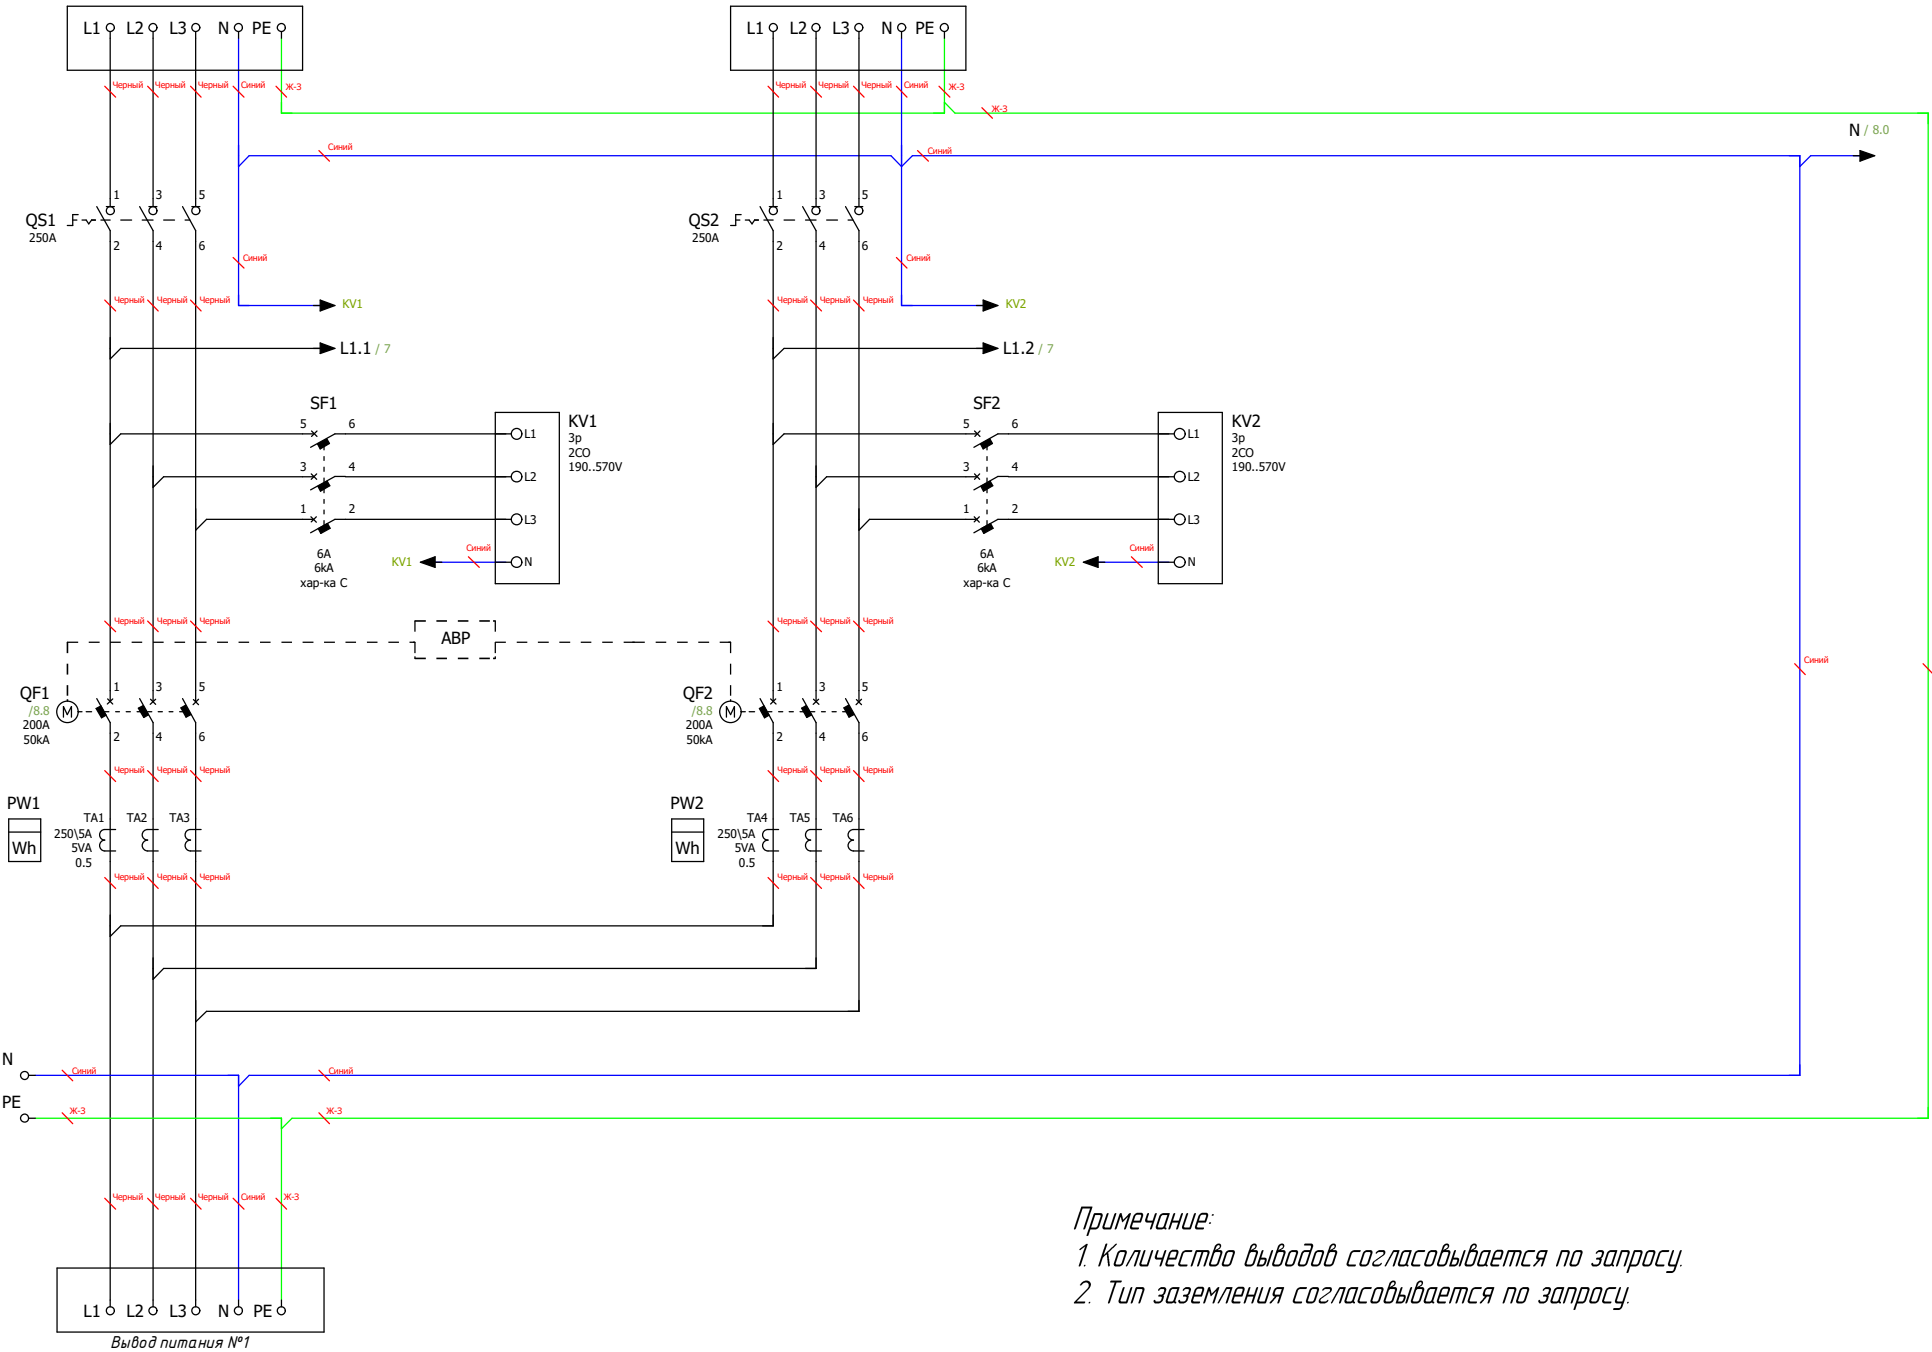 L1 L2 L3 N PE L1 L2 L3 N PE
Черный Черный Черный Синий Ж-З Черный Черный Черный Синий Ж-З
Ж-З
N / 8.0
Синий Синий
1 3 5 1 3 5
QS1 QS2
250A 250A
2 4 6 2 4 6
Синий Синий
Черный Черный Черный KV1 Черный Черный Черный KV2
L1.1 / 7 L1.2 / 7
SF1 SF2
5 6 L1 KV1 5 6 L1 KV2
3p 3p
2CO 2CO
3 4 L2 190..570V 3 4 L2 190..570V
1 2 L3 1 2 L3
Синий Синий
6A 6A
KV1 N KV2 N
6kA 6kA
хар-ка С хар-ка С
Черный Черный Черный Черный Черный Черный
АВР
Синий
1 3 5 1 3 5
QF1 QF2
/8.8 M /8.8 M
200A 200A
50kA 50kA
2 4 6 2 4 6
Черный Черный Черный Черный Черный Черный
PW1 PW2
TA1 TA2 TA3 TA4 TA5 TA6
250\5A 250\5A
Wh 5VA Wh 5VA
0.5 0.5
Черный Черный Черный Черный Черный Черный
N
Синий Синий
PE
Ж-З Ж-З
Черный Черный Черный Синий Ж-З
Примечание:
1. Количество выводов согласовывается по запросу.
2. Тип заземления согласовывается по запросу.
L1 L2 L3 N PE
Вывод питания №1